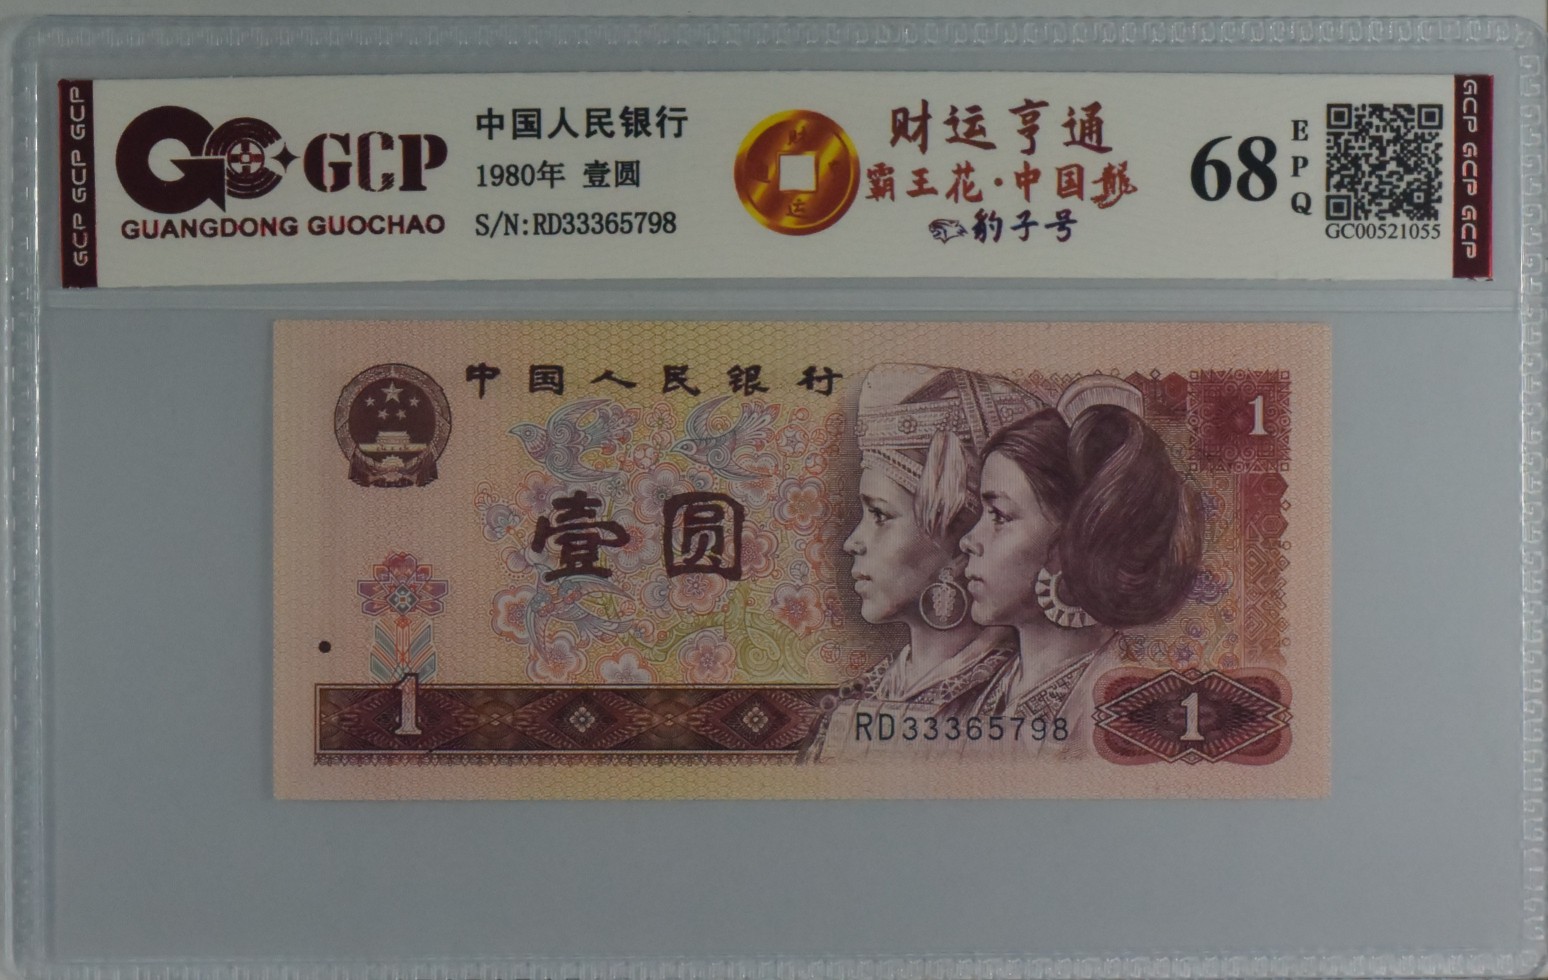 GCP GCP GCP
GCP
GUANGDONG GUOCHAO
中国人民银行
1980年 壹圆
S/N:RD33365798
财运亨通
霸王花·中国龍
豹子号
68
EPQ
GC00521055
GCP GCP GCP
中国人民银行
1
壹圆
1
RD33365798
1